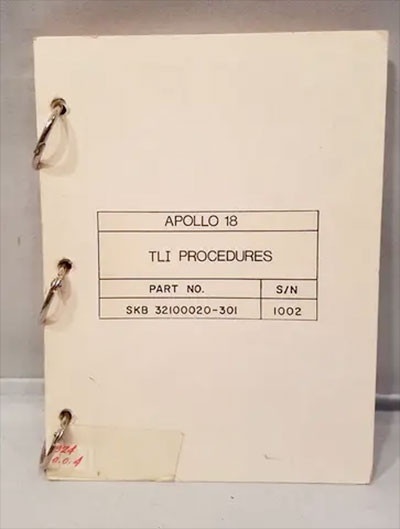 APOLLO 18
TLI PROCEDURES
PART NO. S/N
SKB 32100020-301 1002